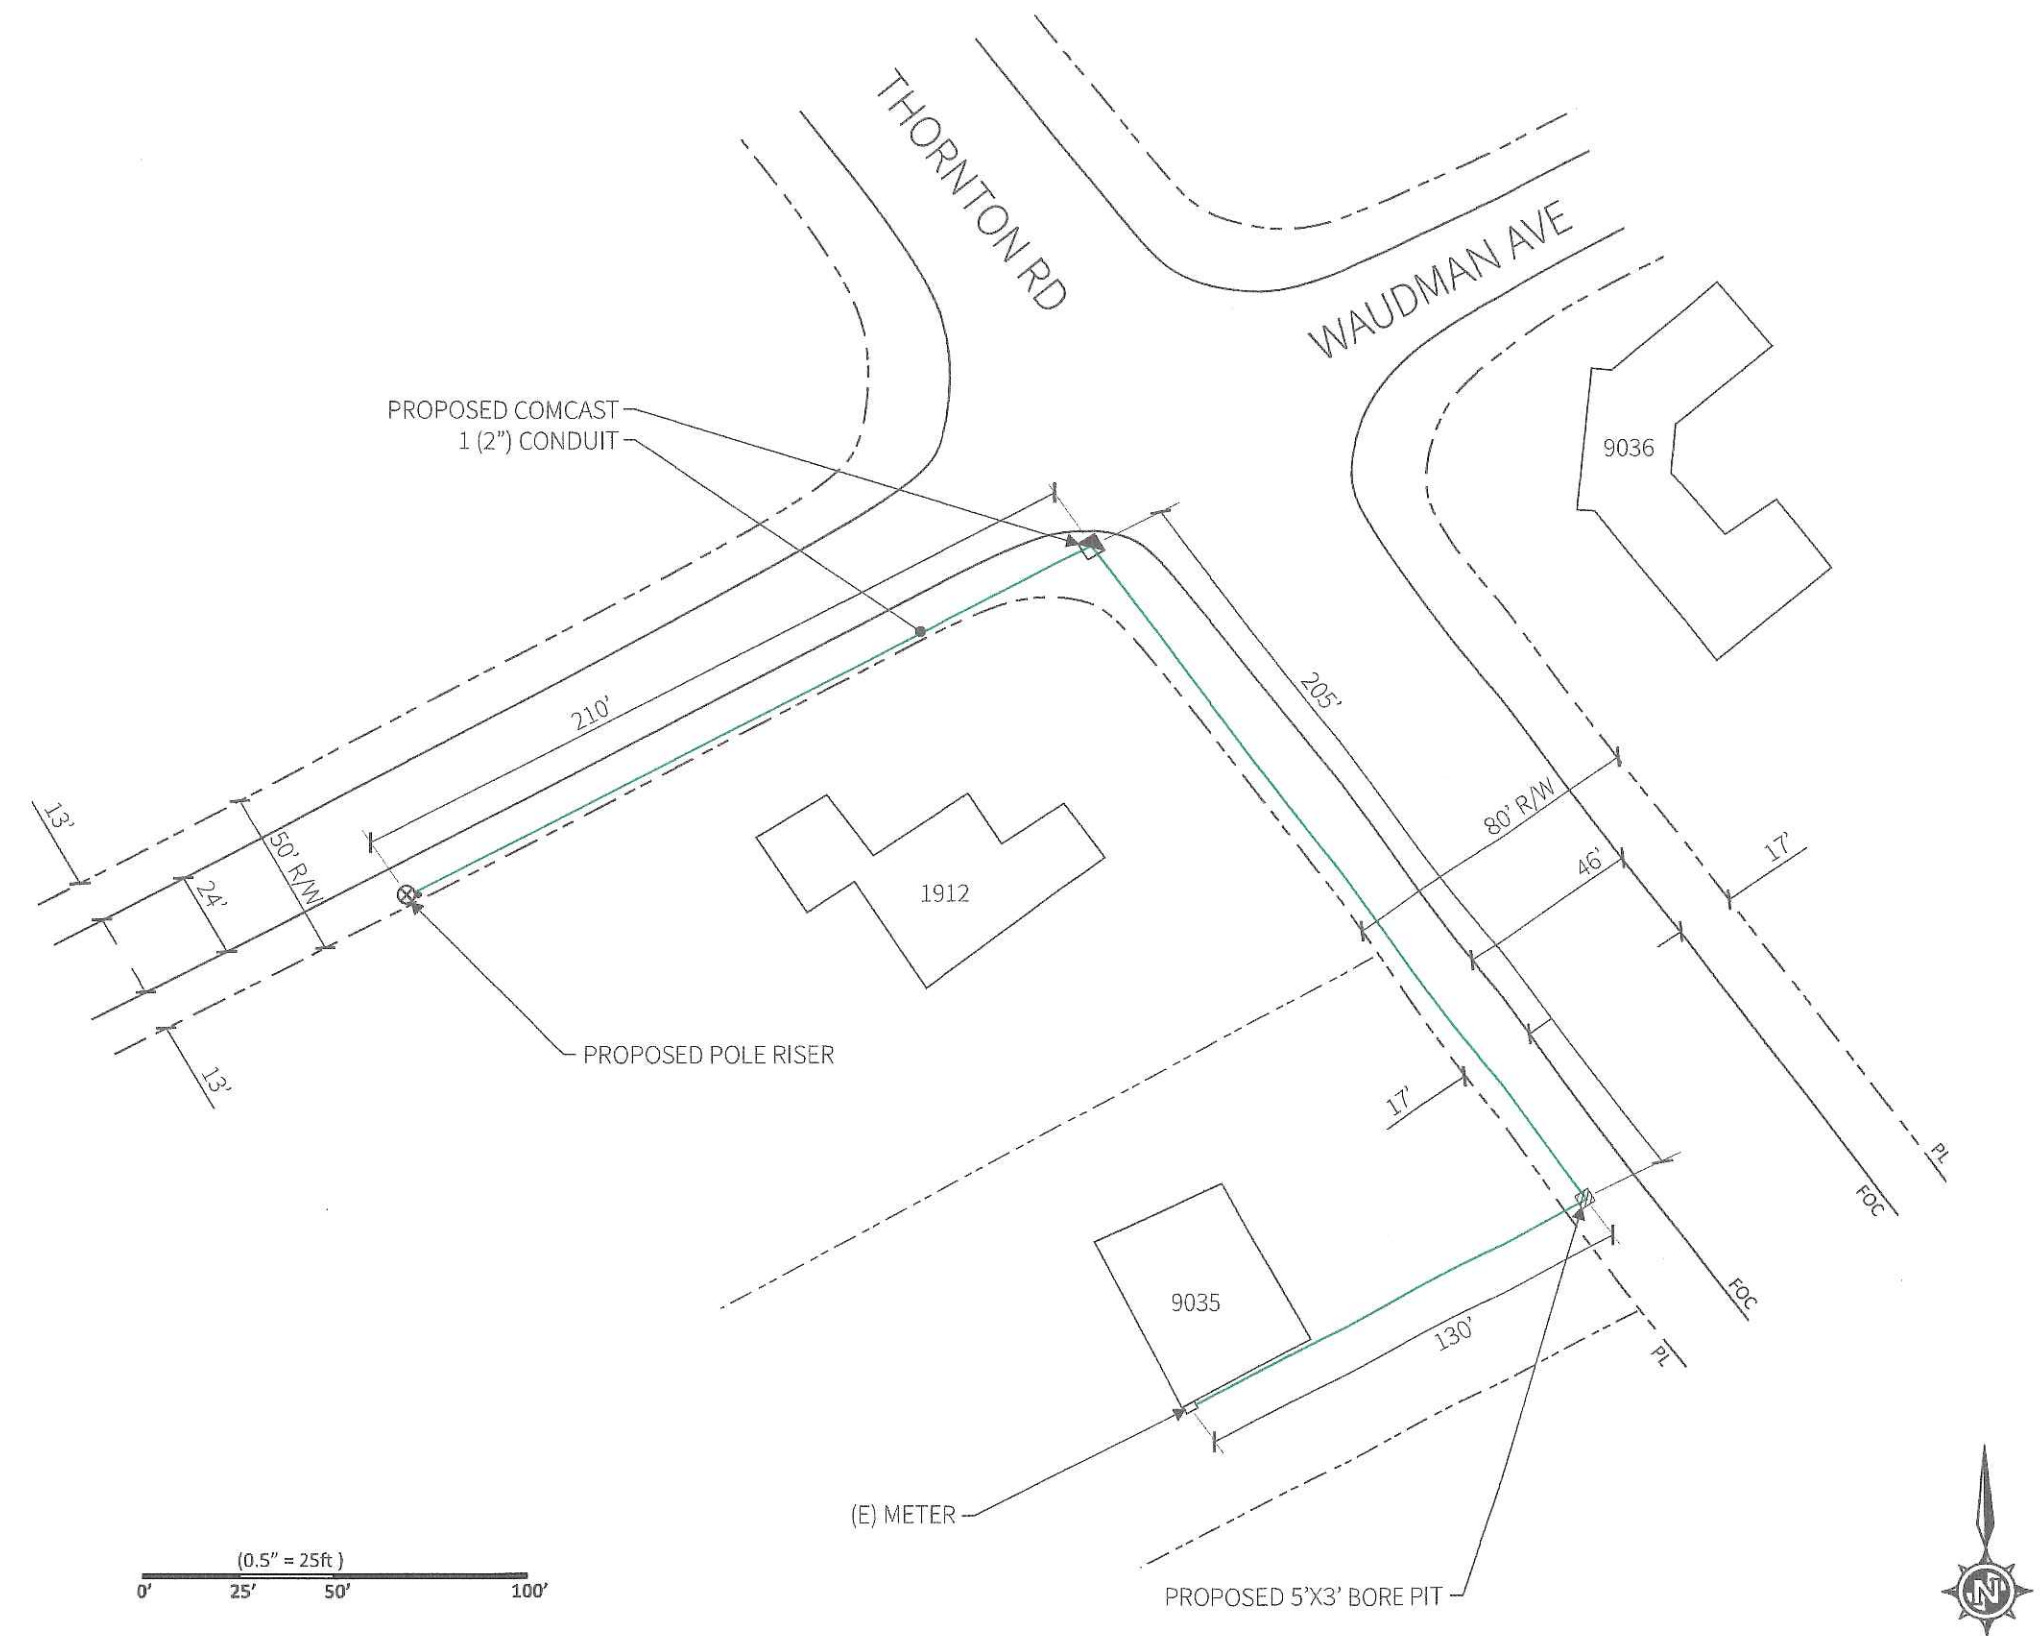 THORNTON RD
WAUDMAN AVE
PROPOSED COMCAST
1 (2") CONDUIT
9036
210'
205'
80' R/W
46'
17'
13'
50' R/W
24'
1912
13'
PROPOSED POLE RISER
17'
PL
FOC
9035
130'
FOC
PL
(E) METER
PROPOSED 5'X3' BORE PIT
(0.5" = 25ft )
0' 25' 50' 100'
N